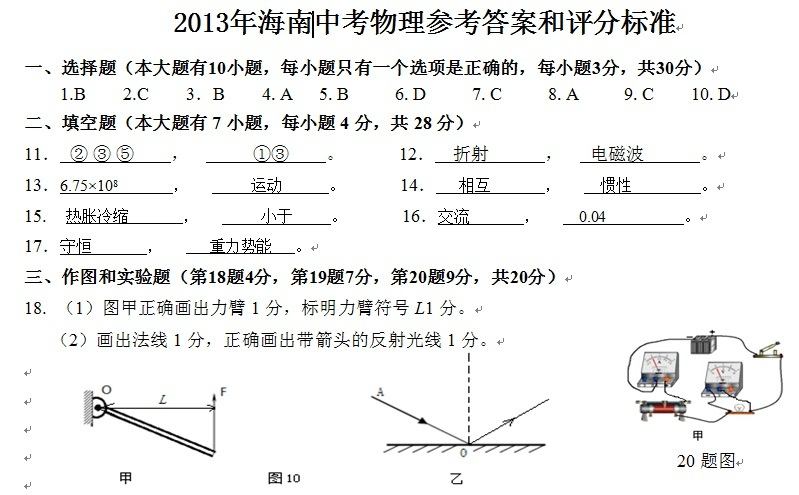 2013年海南中考物理参考答案和评分标准
一、选择题（本大题有10小题，每小题只有一个选项是正确的，每小题3分，共30分）
1.B 2.C 3．B 4. A 5. B 6. D 7. C 8. A 9. C 10. D
二、填空题（本大题有 7 小题，每小题 4 分，共 28 分）
11． ② ③ ⑤ ， ①③ 。 12． 折射 ， 电磁波 。
13．6.75×10⁸ ， 运动 。 14． 相互 ， 惯性 。
15. 热胀冷缩 ， 小于 。 16．交流 ， 0.04 。
17．守恒 ， 重力势能 。
三、作图和实验题（第18题4分，第19题7分，第20题9分，共20分）
18. （1）图甲正确画出力臂 1 分，标明力臂符号 L1 分。
（2）画出法线 1 分，正确画出带箭头的反射光线 1 分。
O L F
A O
- +
甲
甲 图10 乙
20 题图